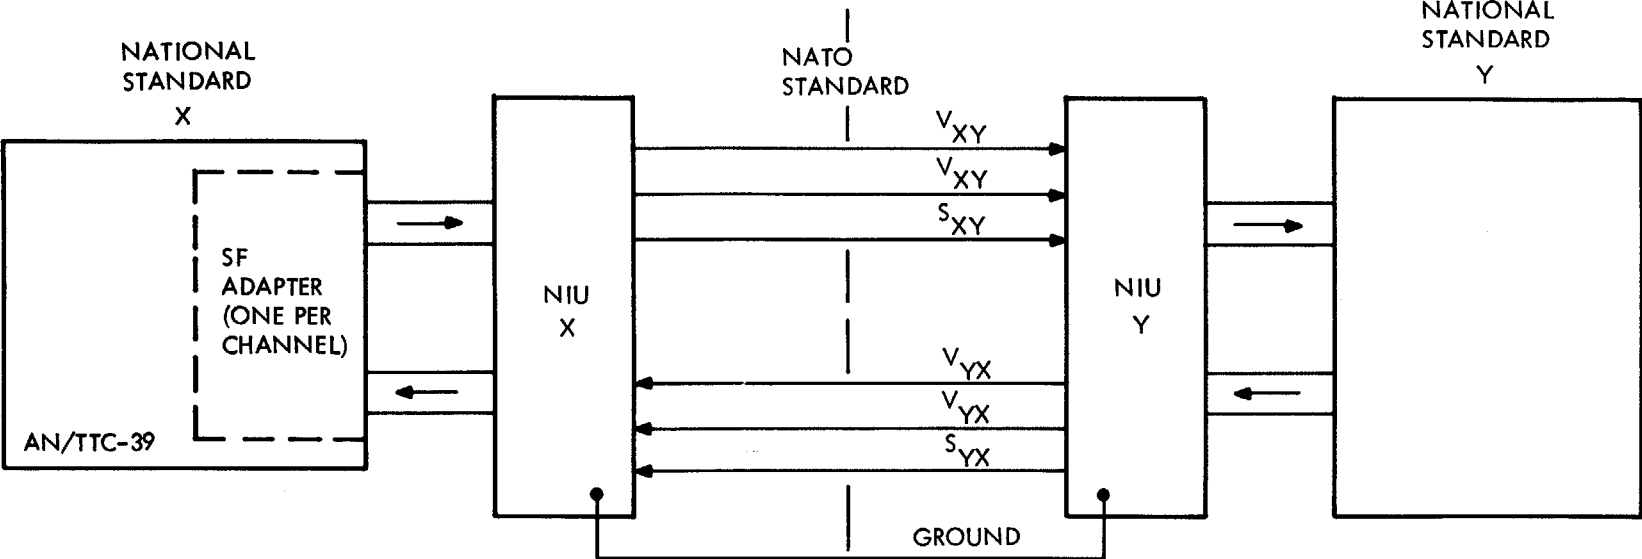 NATIONAL
STANDARD
X
NATO
STANDARD
NATIONAL
STANDARD
Y
SF
ADAPTER
(ONE PER
CHANNEL)
AN/TTC-39
NIU
X
VXY
VXY
SXY
VYX
VYX
SYX
GROUND
NIU
Y